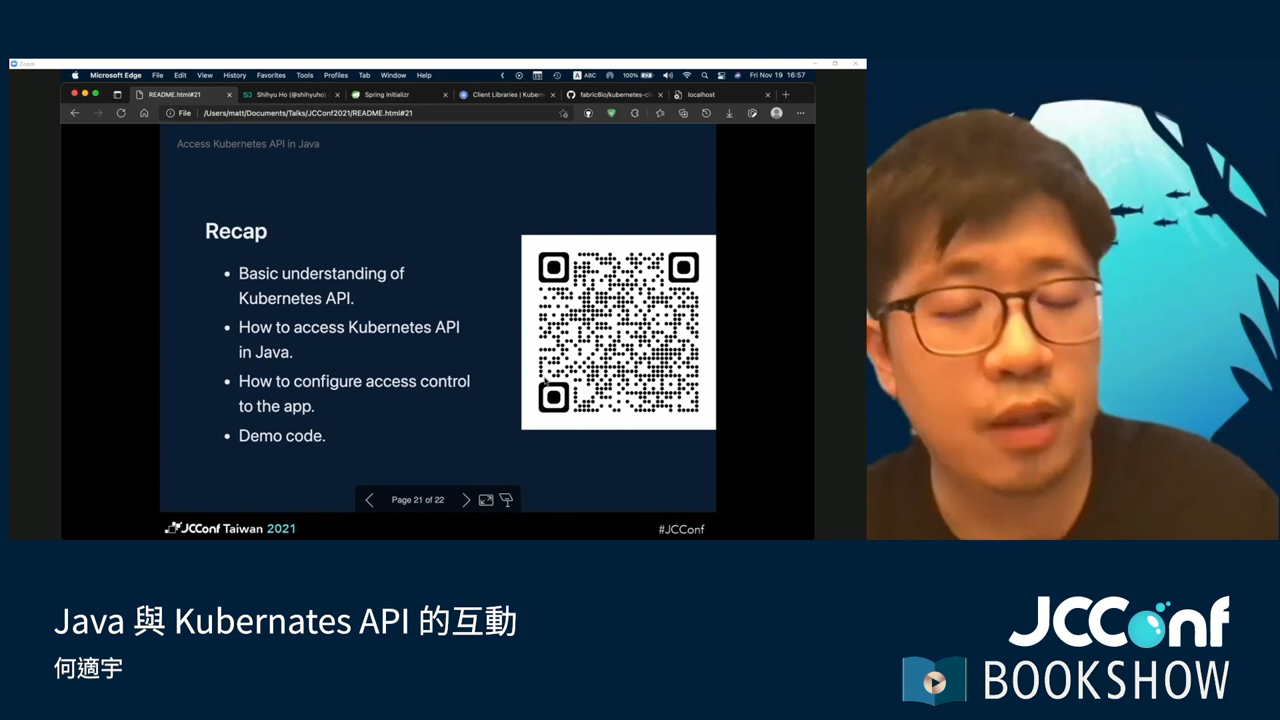 Zoom
Microsoft Edge File Edit View History Favorites Tools Profiles Tab Window Help ABC 100% Fri Nov 19 16:57
README.html#21 Shihyu Ho (@shihyuho) Spring Initializr Client Libraries | Kubern fabric8io/kubernetes-cli localhost
File /Users/matt/Documents/Talks/JCConf2021/README.html#21
Access Kubernetes API in Java
Recap
• Basic understanding of
Kubernetes API.
• How to access Kubernetes API
in Java.
• How to configure access control
to the app.
• Demo code.
Page 21 of 22
JCConf Taiwan 2021
#JCConf
Java 與 Kubernates API 的互動
何適宇
JCConf
BOOKSHOW